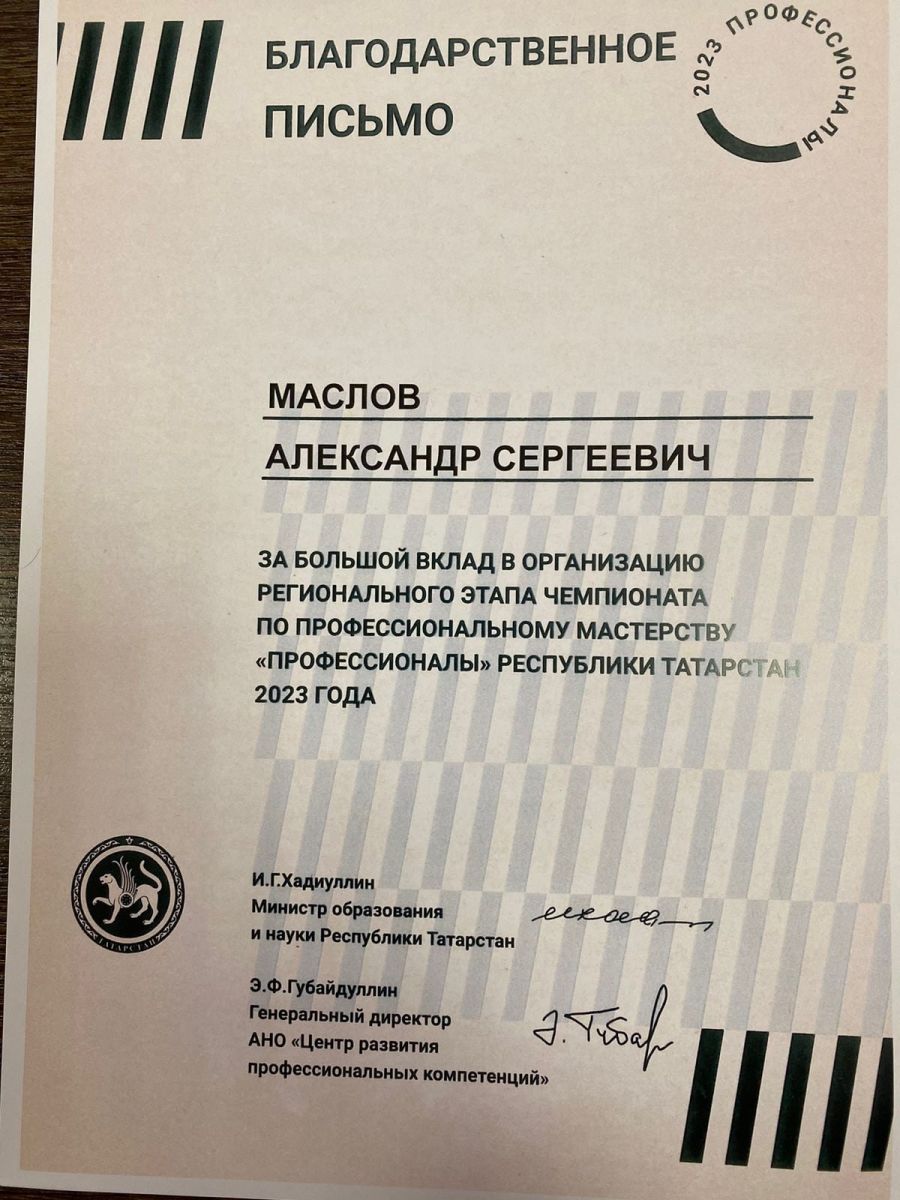 БЛАГОДАРСТВЕННОЕ
ПИСЬМО
2023 ПРОФЕССИОНАЛЫ
МАСЛОВ
АЛЕКСАНДР СЕРГЕЕВИЧ
ЗА БОЛЬШОЙ ВКЛАД В ОРГАНИЗАЦИЮ
РЕГИОНАЛЬНОГО ЭТАПА ЧЕМПИОНАТА
ПО ПРОФЕССИОНАЛЬНОМУ МАСТЕРСТВУ
«ПРОФЕССИОНАЛЫ» РЕСПУБЛИКИ ТАТАРСТАН
2023 ГОДА
И.Г.Хадиуллин
Министр образования
и науки Республики Татарстан
ТАТАРСТАН
Э.Ф.Губайдуллин
Генеральный директор
АНО «Центр развития
профессиональных компетенций»